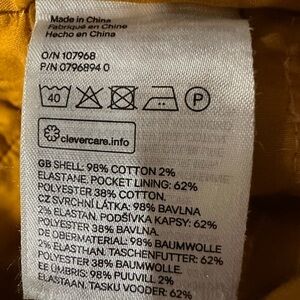 Made in China
Fabriqué en Chine
Hecho en China
O/N 107968
P/N 0796894 0
40 P
clevercare.info
GB SHELL: 98% COTTON 2%
ELASTANE. POCKET LINING: 62%
POLYESTER 38% COTTON.
CZ SVRCHNÍ LÁTKA: 98% BAVLNA
2% ELASTAN. PODŠÍVKA KAPSY: 62%
POLYESTER 38% BAVLNA
DE OBERMATERIAL: 98% BAUMWOLLE
2% ELASTHAN. TASCHENFUTTER: 62%
POLYESTER 38% BAUMWOLLE.
EE ÜMBRIS: 98% PUUVILL 2%
ELASTAAN. TASKU VOODER: 62%